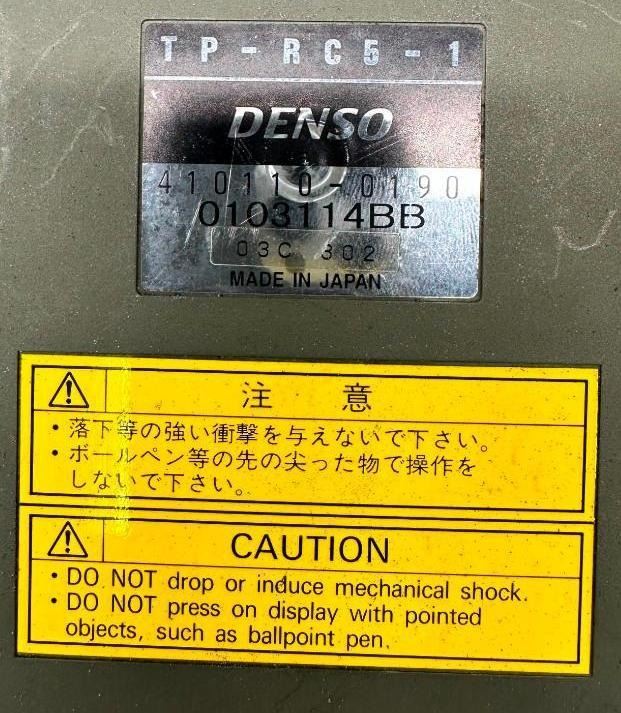 TP-RC5-1
DENSO
410110-0190
0103114BB
03C 302
MADE IN JAPAN
注 意
・落下等の強い衝撃を与えないで下さい。
・ボールペン等の先の尖った物で操作を
しないで下さい。
CAUTION
・DO NOT drop or induce mechanical shock.
・DO NOT press on display with pointed
objects, such as ballpoint pen.